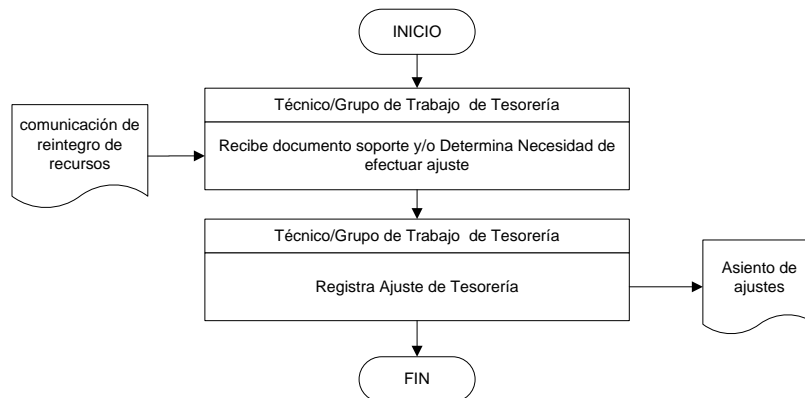 INICIO
Técnico/Grupo de Trabajo de Tesorería
comunicación de
reintegro de
recursos
Recibe documento soporte y/o Determina Necesidad de
efectuar ajuste
Técnico/Grupo de Trabajo de Tesorería
Registra Ajuste de Tesorería
Asiento de
ajustes
FIN